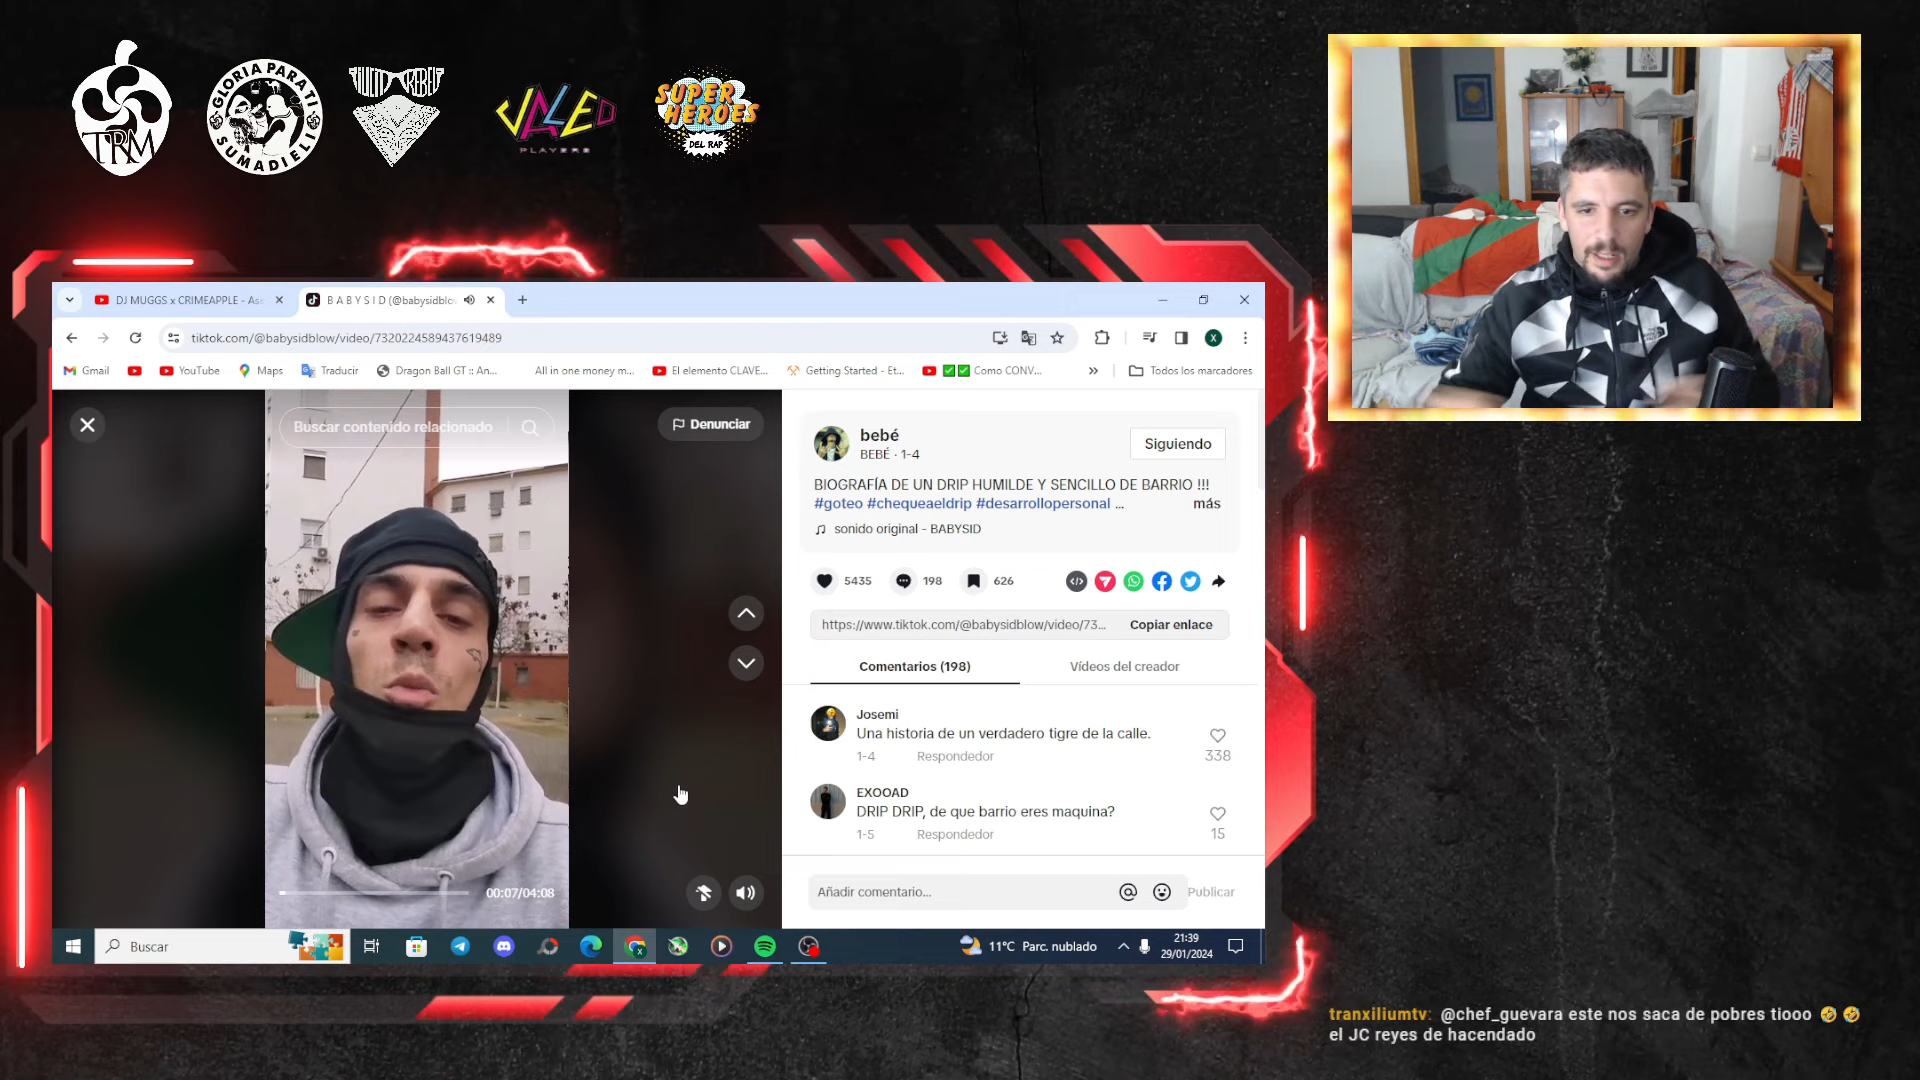 TRM
GLORIA PARATI
SUMADIELI
JALEO
PLAYERS
SUPER
HEROES
DEL RAP
DJ MUGGS x CRIMEAPPLE - As
B A B Y S I D (@babysidblo
tiktok.com/@babysidblow/video/7320224589437619489
X
Gmail
YouTube
Maps
Traducir
Dragon Ball GT :: An...
All in one money m...
El elemento CLAVE...
Getting Started - Et...
✅✅ Como CONV...
»
Todos los marcadores
Buscar contenido relacionado
Denunciar
bebé
BEBÉ · 1-4
Siguiendo
BIOGRAFÍA DE UN DRIP HUMILDE Y SENCILLO DE BARRIO !!!
#goteo #chequeaeldrip #desarrollopersonal ...
más
sonido original - BABYSID
5435
198
626
https://www.tiktok.com/@babysidblow/video/73...
Copiar enlace
Comentarios (198)
Vídeos del creador
Josemi
Una historia de un verdadero tigre de la calle.
1-4
Respondedor
338
EXOOAD
DRIP DRIP, de que barrio eres maquina?
1-5
Respondedor
15
00:07/04:08
Añadir comentario...
Publicar
Buscar
11°C Parc. nublado
21:39
29/01/2024
tranxiliumtv: @chef_guevara este nos saca de pobres tiooo 🤣 🤣
el JC reyes de hacendado